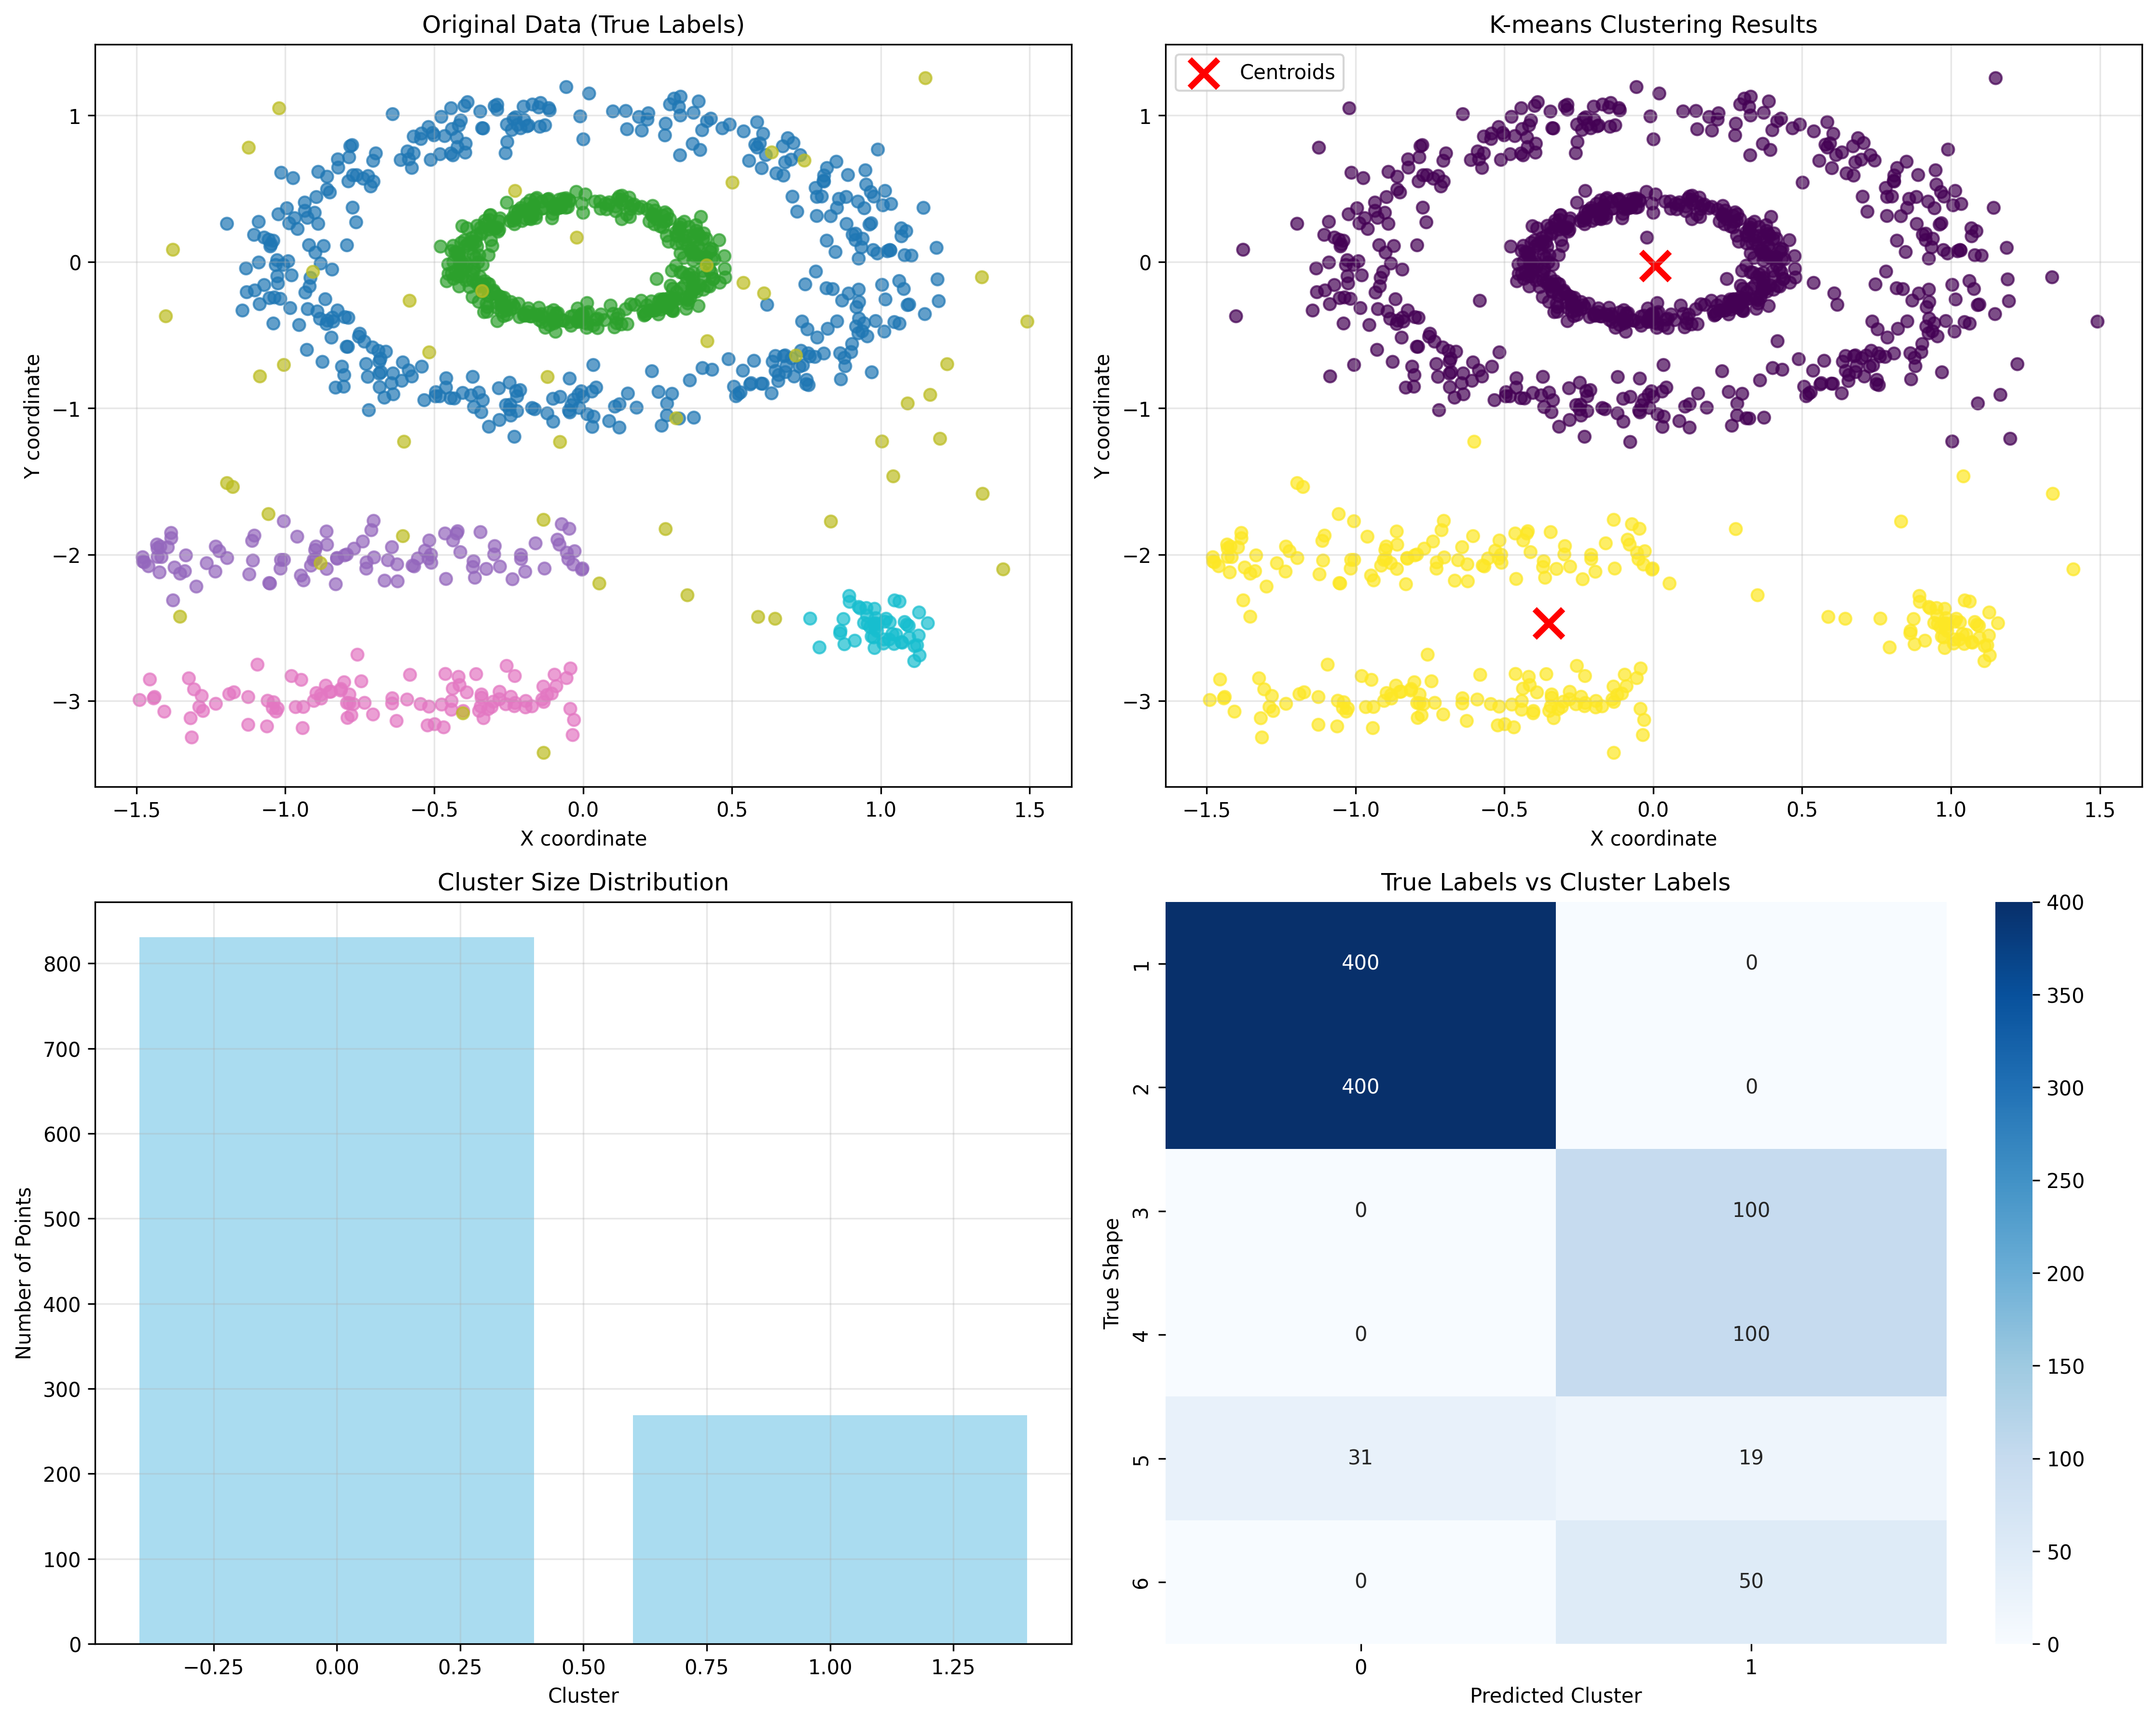 Original Data (True Labels)
1
0
−1
−2
−3
Y coordinate
−1.5 −1.0 −0.5 0.0 0.5 1.0 1.5
X coordinate
K-means Clustering Results
Centroids
1
0
−1
−2
−3
Y coordinate
−1.5 −1.0 −0.5 0.0 0.5 1.0 1.5
X coordinate
Cluster Size Distribution
800
700
600
500
400
300
200
100
0
Number of Points
−0.25 0.00 0.25 0.50 0.75 1.00 1.25
Cluster
True Labels vs Cluster Labels
1 400 0
2 400 0
3 0 100
4 0 100
5 31 19
6 0 50
True Shape
0 1
Predicted Cluster
400
350
300
250
200
150
100
50
0